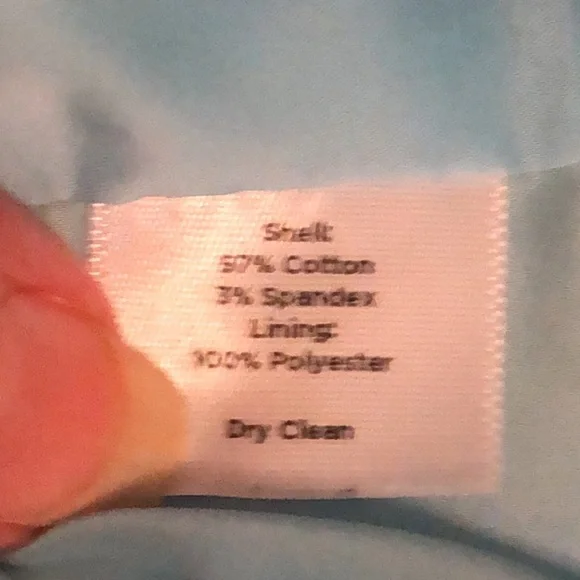 Shell:
97% Cotton
3% Spandex
Lining:
100% Polyester
Dry Clean